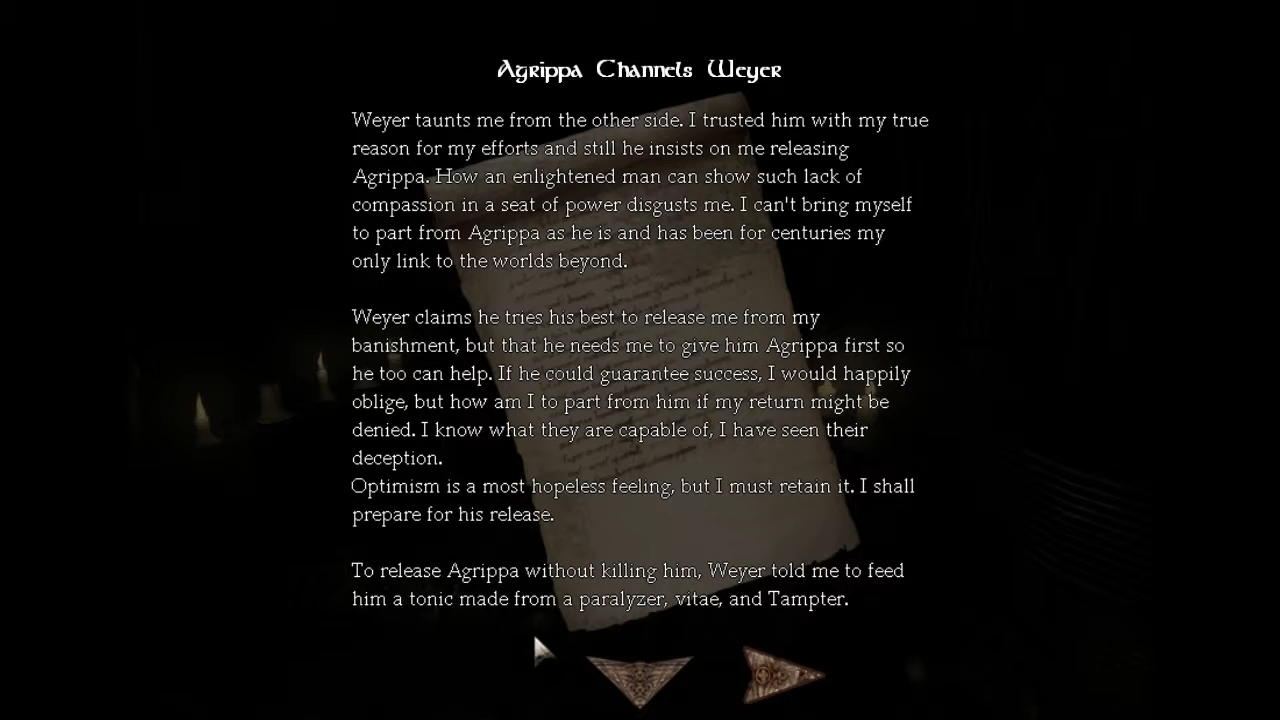 Agrippa Channels Weyer
Weyer taunts me from the other side. I trusted him with my true
reason for my efforts and still he insists on me releasing
Agrippa. How an enlightened man can show such lack of
compassion in a seat of power disgusts me. I can't bring myself
to part from Agrippa as he is and has been for centuries my
only link to the worlds beyond.
Weyer claims he tries his best to release me from my
banishment, but that he needs me to give him Agrippa first so
he too can help. If he could guarantee success, I would happily
oblige, but how am I to part from him if my return might be
denied. I know what they are capable of, I have seen their
deception.
Optimism is a most hopeless feeling, but I must retain it. I shall
prepare for his release.
To release Agrippa without killing him, Weyer told me to feed
him a tonic made from a paralyzer, vitae, and Tampter.